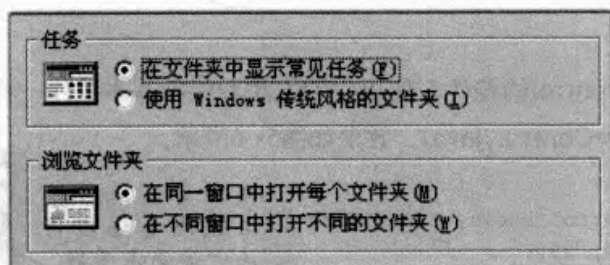 任务
在文件夹中显示常见任务(F)
使用 Windows 传统风格的文件夹(I)
浏览文件夹
在同一窗口中打开每个文件夹(M)
在不同窗口中打开不同的文件夹(W)